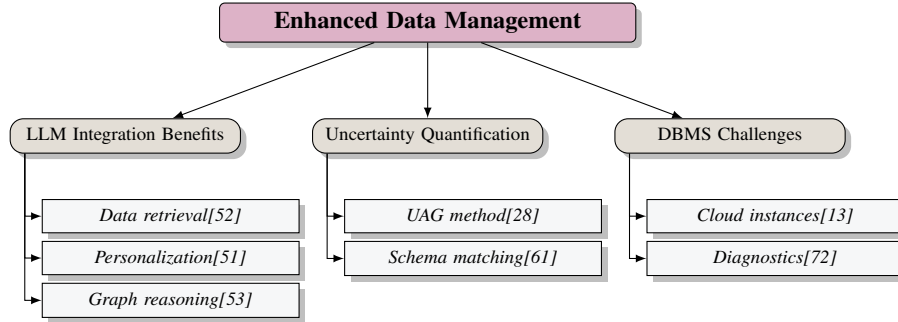 Enhanced Data Management
LLM Integration Benefits
Uncertainty Quantification
DBMS Challenges
Data retrieval[52]
UAG method[28]
Cloud instances[13]
Personalization[51]
Schema matching[61]
Diagnostics[72]
Graph reasoning[53]